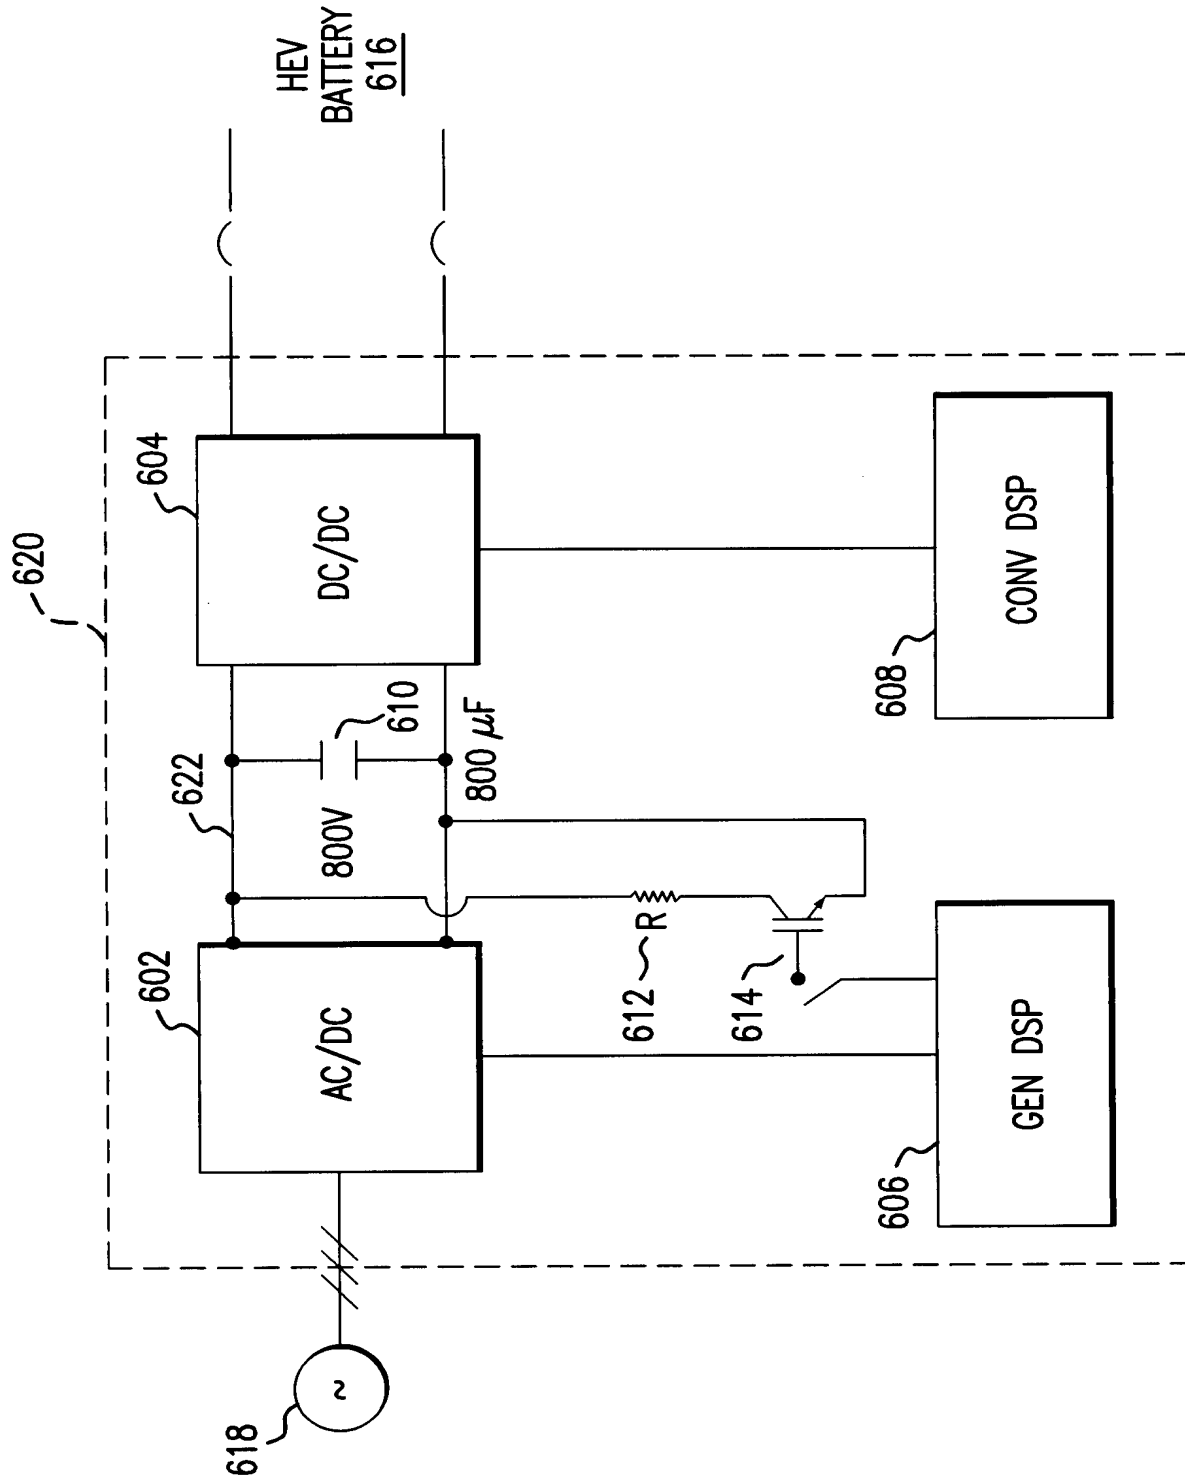 620
604
DC/DC
HEV
BATTERY
616
622
610
800V
800 μF
602
AC/DC
612
R
614
618
~
606
GEN DSP
608
CONV DSP